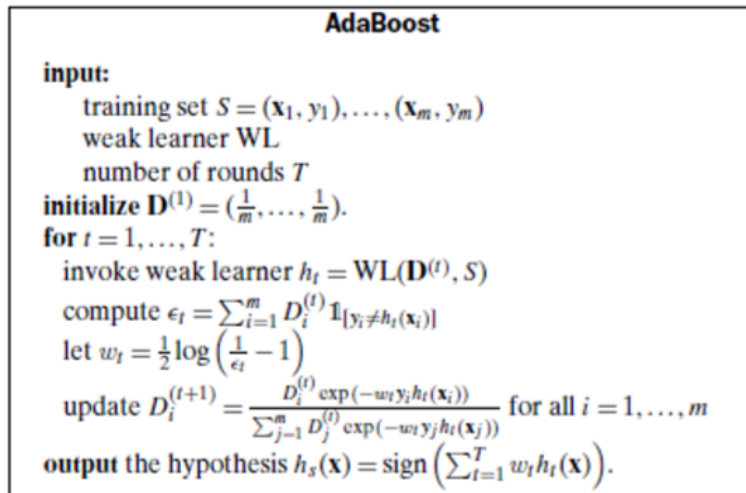 AdaBoost
input:
training set S = (x₁, y₁), . . . , (xₘ, yₘ)
weak learner WL
number of rounds T
initialize D⁽¹⁾ = (1/m, . . . , 1/m).
for t = 1, . . . , T:
invoke weak learner hₜ = WL(D⁽ᵗ⁾, S)
compute ϵₜ = ∑ᵢ₌₁ᵐ Dᵢ⁽ᵗ⁾ 𝟙[yᵢ≠hₜ(xᵢ)]
let wₜ = 1/2 log (1/ϵₜ − 1)
update Dᵢ⁽ᵗ⁺¹⁾ = Dᵢ⁽ᵗ⁾ exp(−wₜyᵢhₜ(xᵢ)) / ∑ⱼ₌₁ᵐ Dⱼ⁽ᵗ⁾ exp(−wₜyⱼhₜ(xⱼ)) for all i = 1, . . . , m
output the hypothesis hₛ(x) = sign (∑ₜ₌₁ᵀ wₜhₜ(x)).